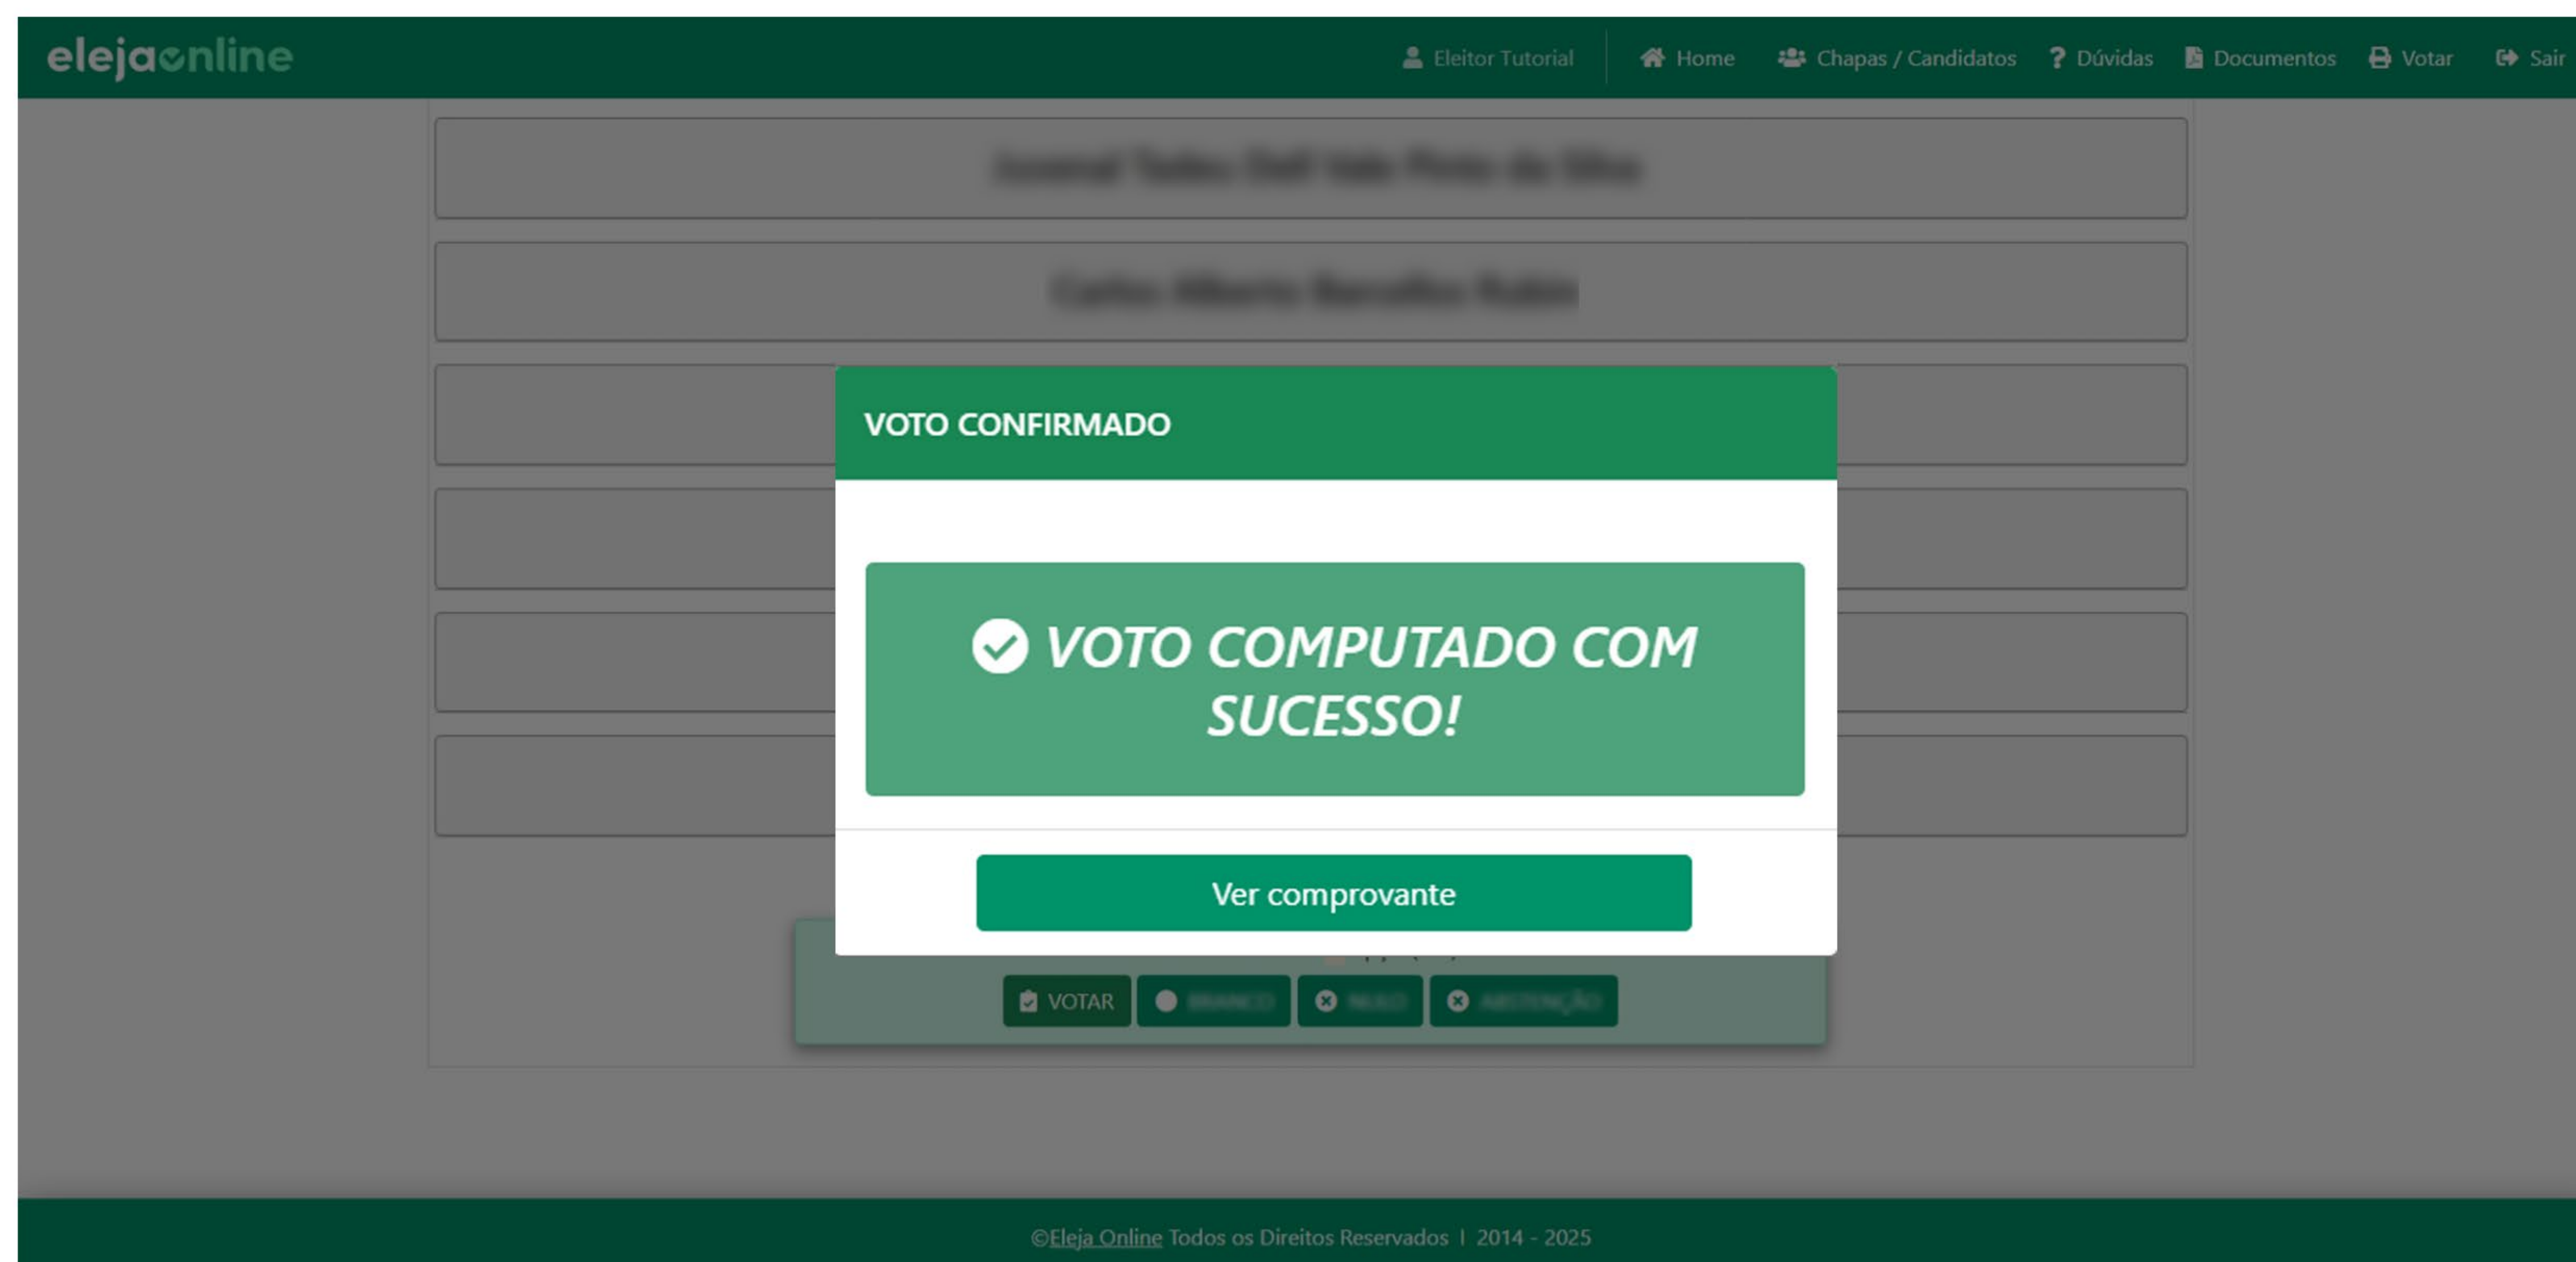 elejaonline
Eleitor Tutorial Home Chapas / Candidatos ? Dúvidas Documentos Votar Sair
VOTO CONFIRMADO
VOTO COMPUTADO COM
SUCESSO!
Ver comprovante
VOTAR
©Eleja Online Todos os Direitos Reservados | 2014 - 2025